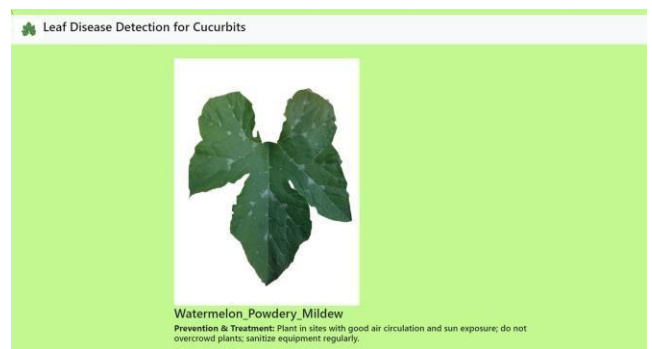 Leaf Disease Detection for Cucurbits
Watermelon_Powdery_Mildew
Prevention & Treatment: Plant in sites with good air circulation and sun exposure; do not
overcrowd plants; sanitize equipment regularly.